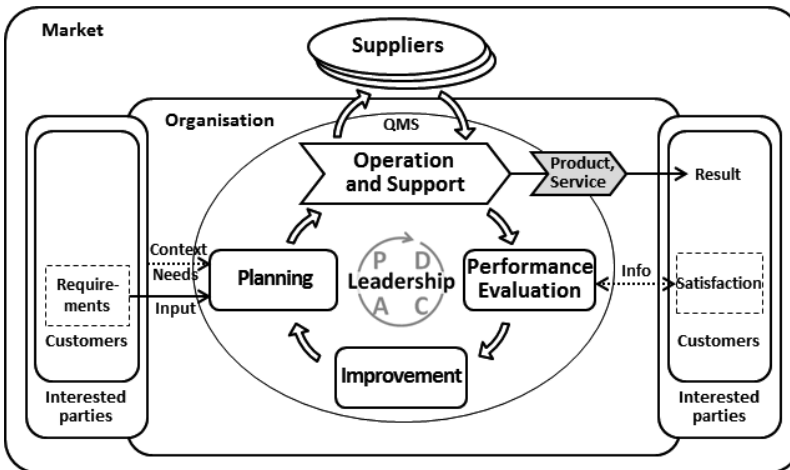 Market
Suppliers
Organisation
QMS
Operation
and Support
Product,
Service
Result
Context
Needs
Input
Require-
ments
Customers
Interested
parties
Planning
P D
Leadership
A C
Performance
Evaluation
Info
Satisfaction
Customers
Interested
parties
Improvement